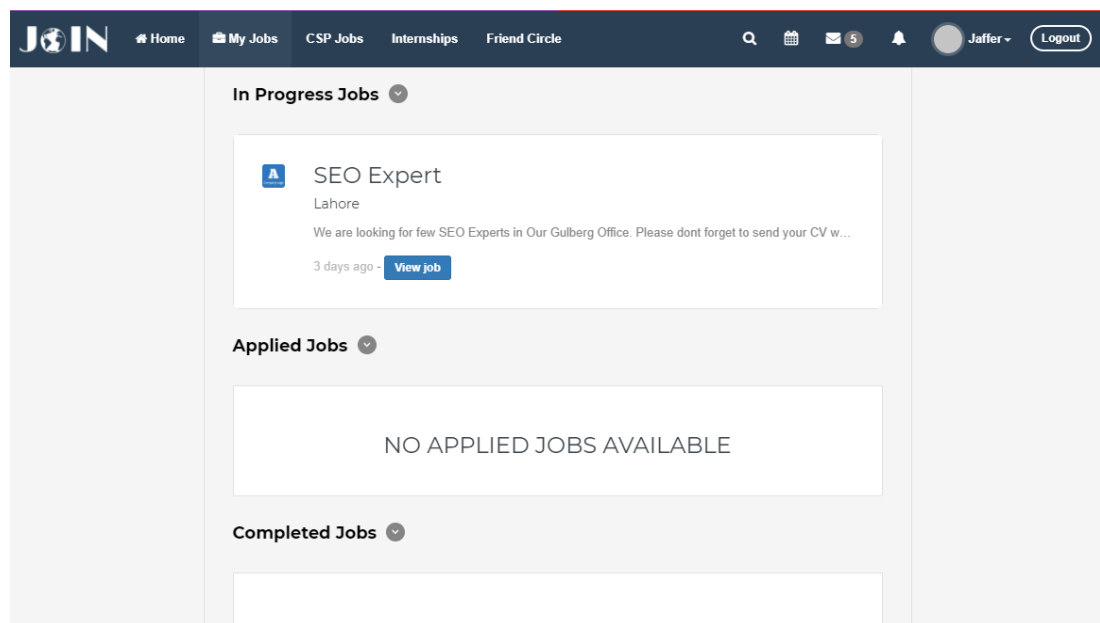 JOIN Home My Jobs CSP Jobs Internships Friend Circle 5 Jaffer Logout
In Progress Jobs
A
SEO Expert
Lahore
We are looking for few SEO Experts in Our Gulberg Office. Please dont forget to send your CV w...
3 days ago - View job
Applied Jobs
NO APPLIED JOBS AVAILABLE
Completed Jobs